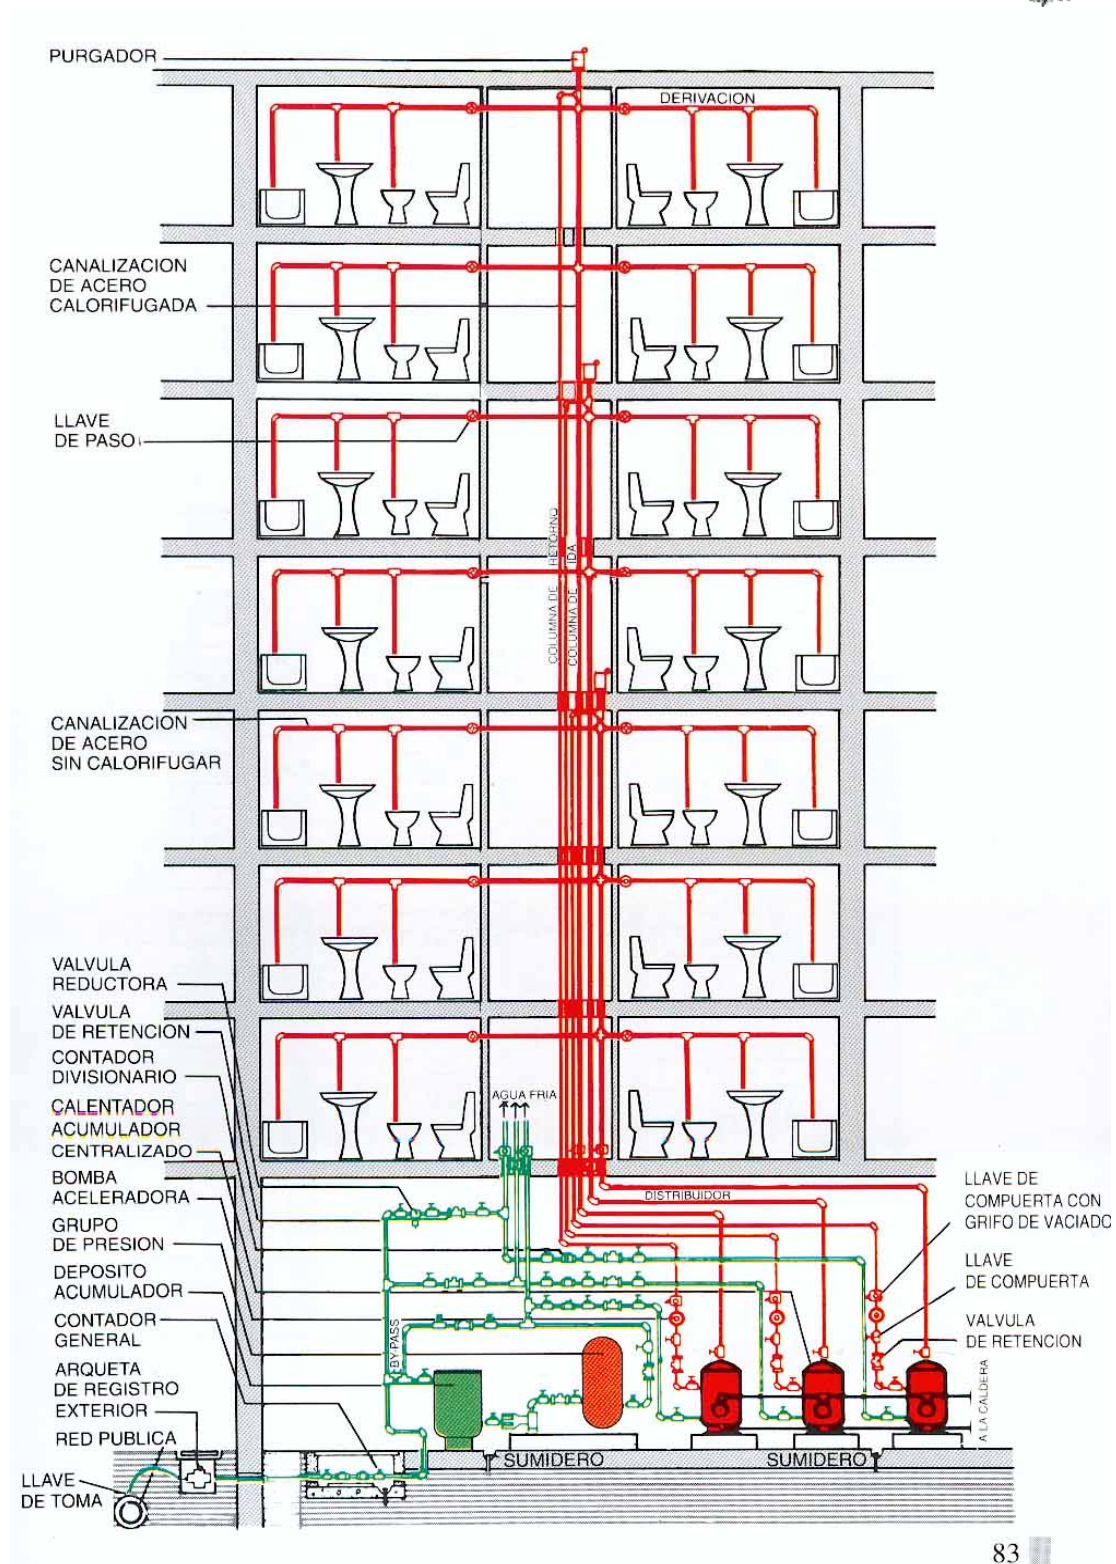 PURGADOR
DERIVACION
CANALIZACION
DE ACERO
CALORIFUGADA
LLAVE
DE PASO
COLUMNA DE RETORNO
COLUMNA DE IDA
CANALIZACION
DE ACERO
SIN CALORIFUGAR
VALVULA
REDUCTORA
VALVULA
DE RETENCION
CONTADOR
DIVISIONARIO
CALENTADOR
ACUMULADOR
CENTRALIZADO
BOMBA
ACELERADORA
GRUPO
DE PRESION
DEPOSITO
ACUMULADOR
CONTADOR
GENERAL
ARQUETA
DE REGISTRO
EXTERIOR
RED PUBLICA
LLAVE
DE TOMA
AGUA FRIA
DISTRIBUIDOR
BY-PASS
LLAVE DE
COMPUERTA CON
GRIFO DE VACIADO
LLAVE
DE COMPUERTA
VALVULA
DE RETENCION
A LA CALDERA
SUMIDERO
SUMIDERO
83